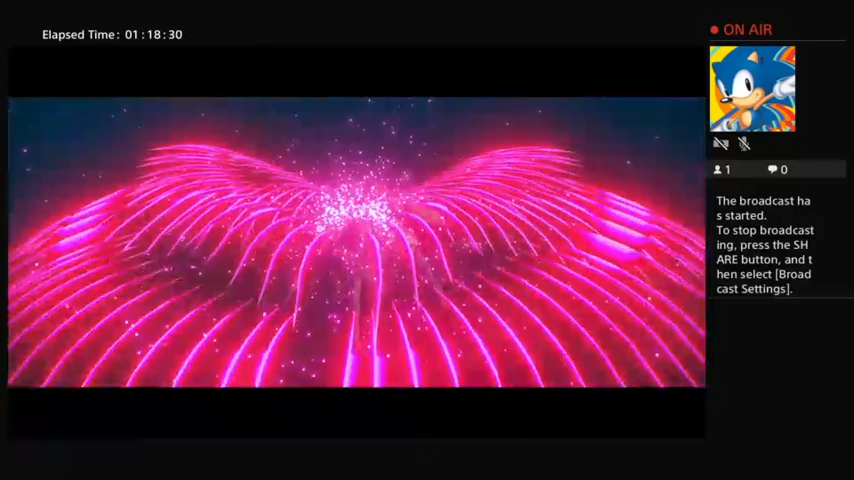 Elapsed Time: 01:18:30
ON AIR
1
0
The broadcast ha
s started.
To stop broadcast
ing, press the SH
ARE button, and t
hen select [Broad
cast Settings].